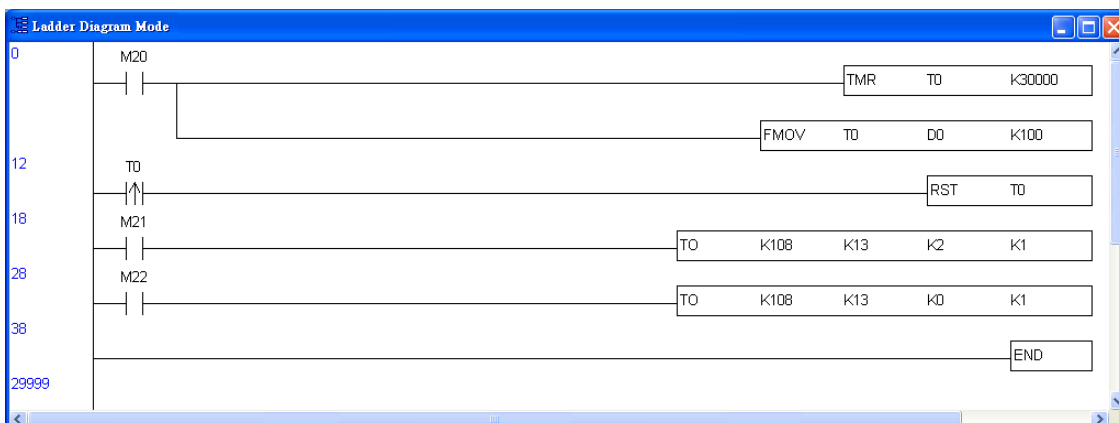 Ladder Diagram Mode
0
M20
TMR T0 K30000
FMOV T0 D0 K100
12
T0
RST T0
18
M21
TO K108 K13 K2 K1
28
M22
TO K108 K13 K0 K1
38
END
29999